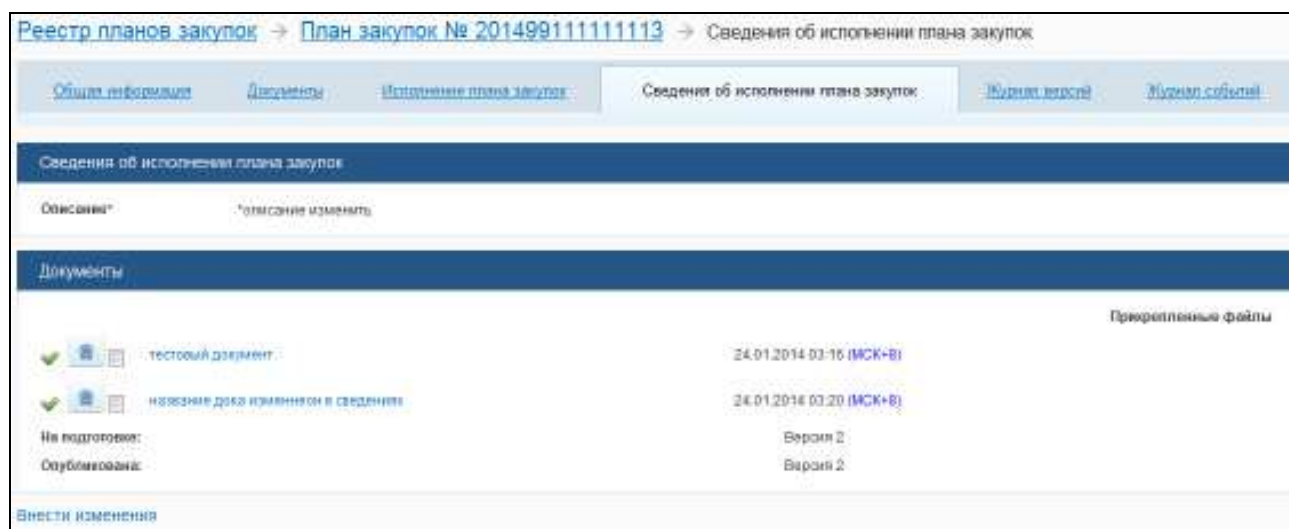 Реестр планов закупок → План закупок № 201499111111113 → Сведения об исполнении плана закупок
Общая информация Документы Исполнение плана закупок Сведения об исполнении плана закупок Журнал версий Журнал событий
Сведения об исполнении плана закупок
Описание* *описание изменить
Документы
Прикрепленные файлы
тестовый документ 24.01.2014 03:16 (МСК+8)
название дока изменнеон в сведениях 24.01.2014 03:20 (МСК+8)
На подготовке: Версия 2
Опубликована: Версия 2
Внести изменения